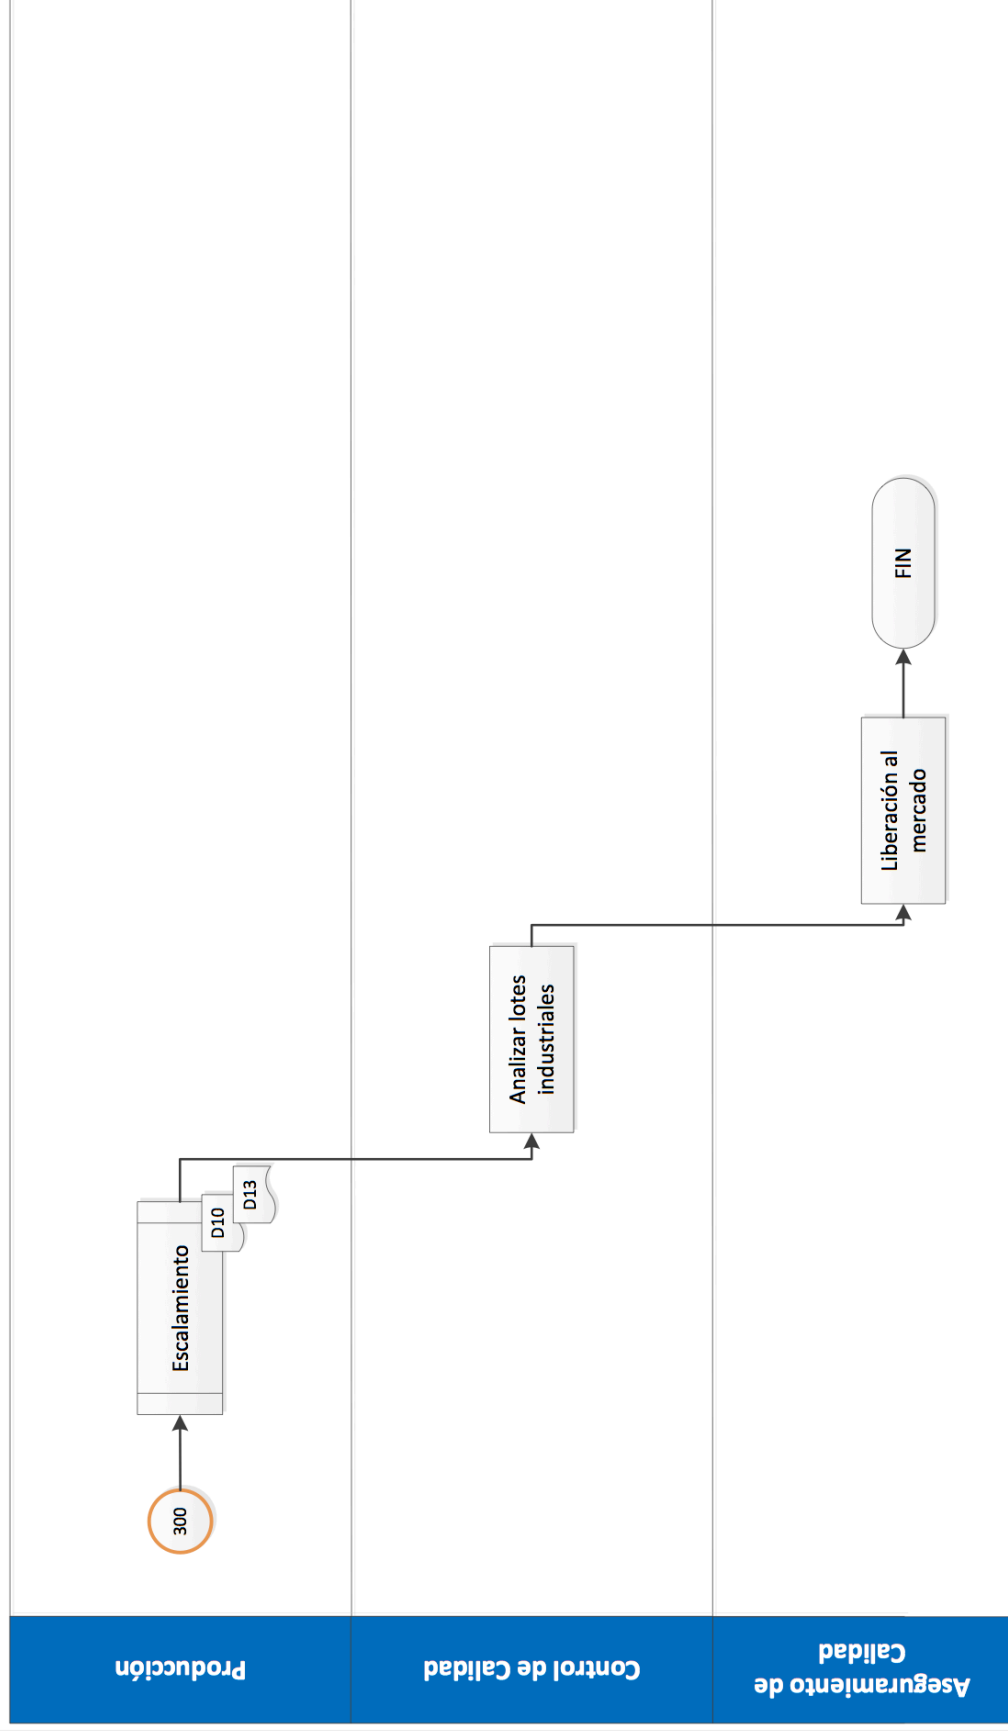 Producción
300
Escalamiento
D10
D13
Control de Calidad
Analizar lotes
industriales
Aseguramiento de
Calidad
Liberación al
mercado
FIN